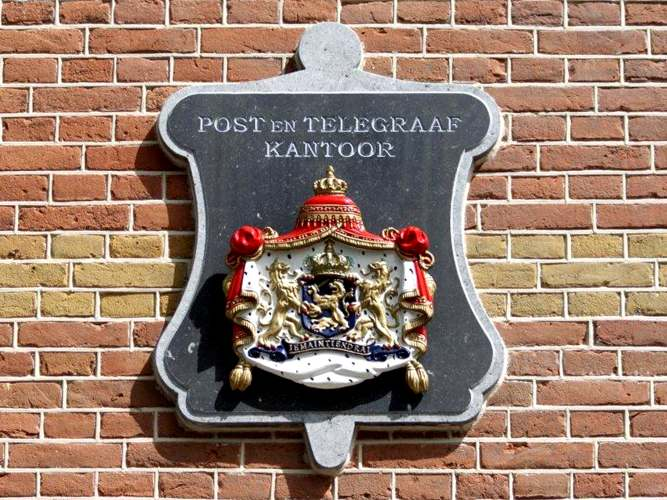 POST EN TELEGRAAF
KANTOOR
JE MAINTIENDRAI